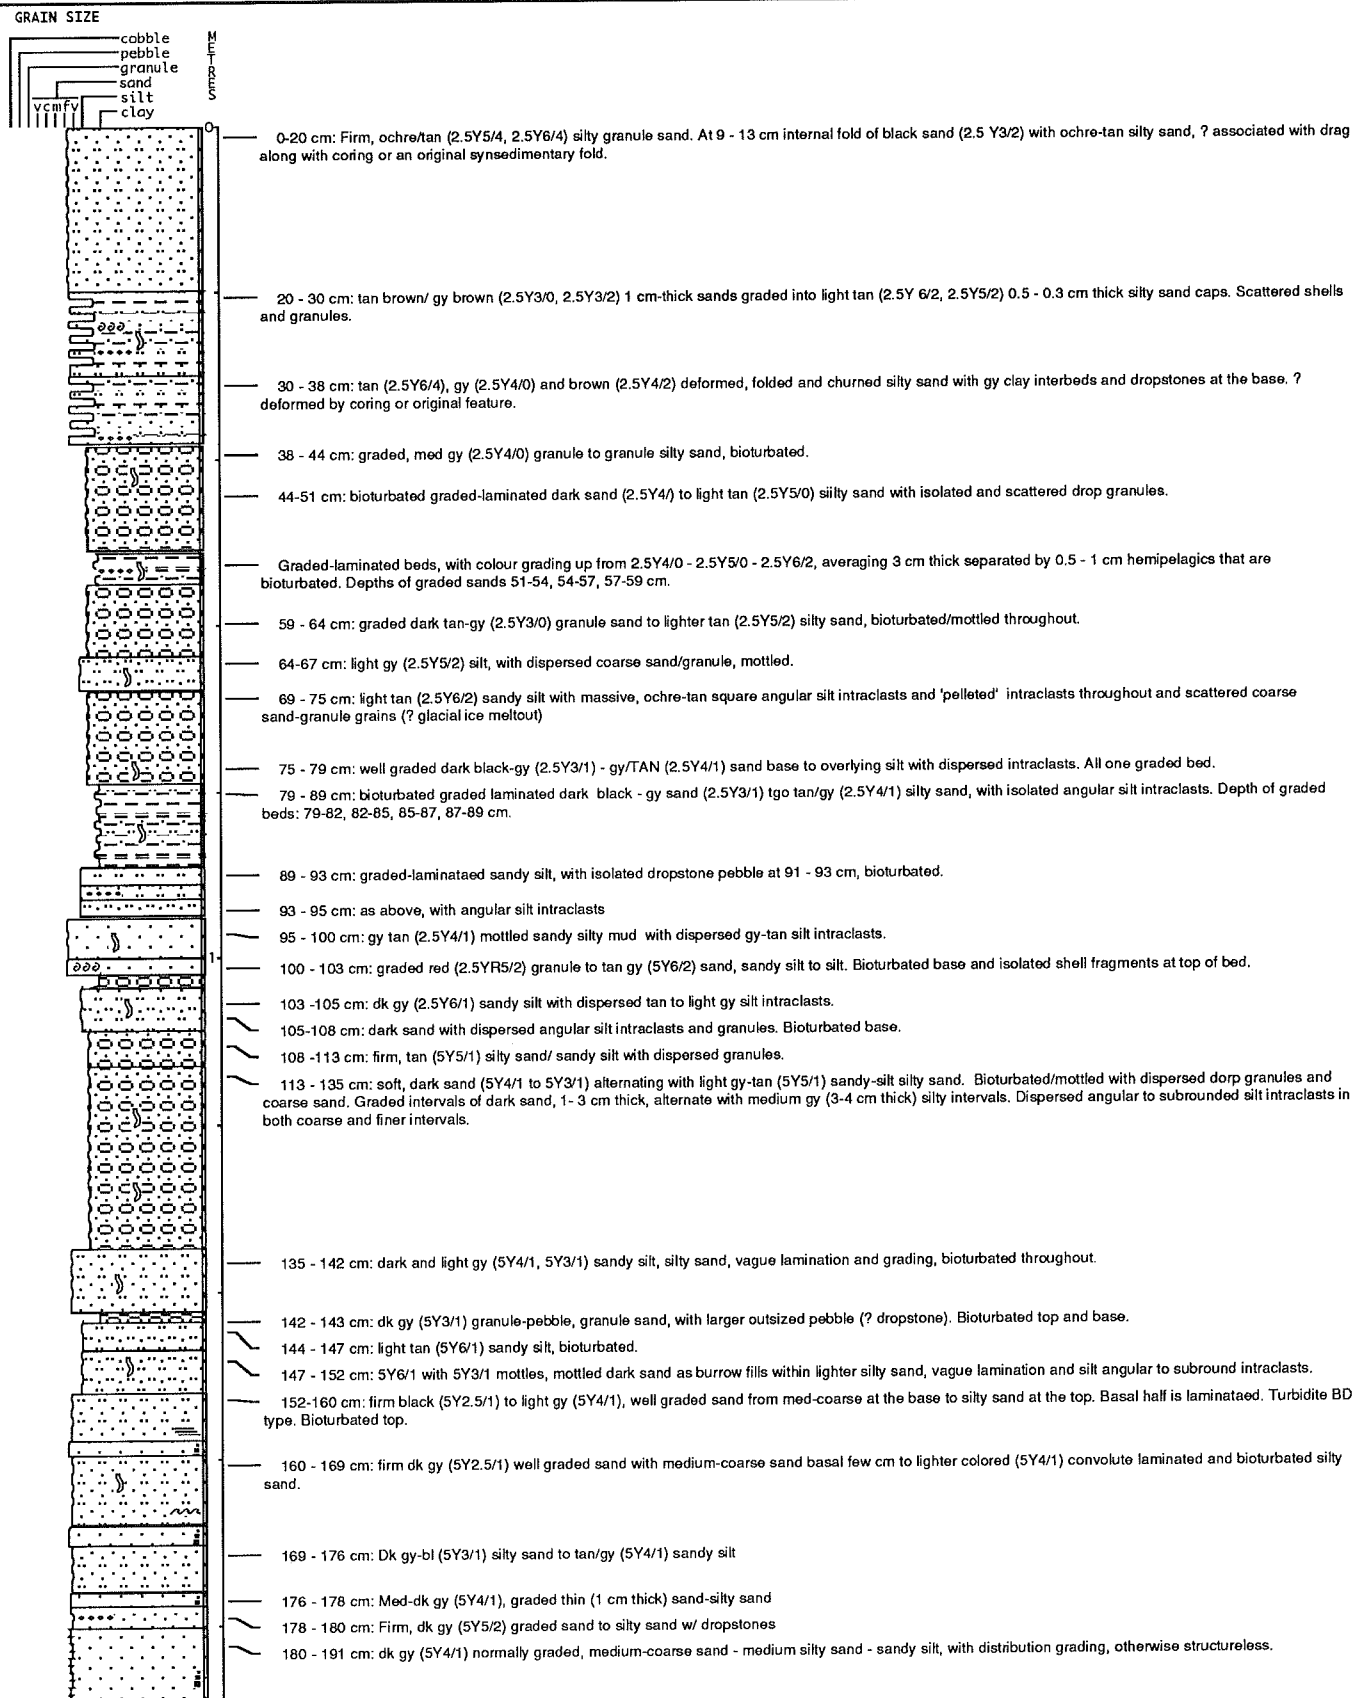 GRAIN SIZE
cobble
pebble
granule
sand
silt
vcmfv
clay
METRES
0
0-20 cm: Firm, ochre/tan (2.5Y5/4, 2.5Y6/4) silty granule sand. At 9 - 13 cm internal fold of black sand (2.5 Y3/2) with ochre-tan silty sand, ? associated with drag
along with coring or an original synsedimentary fold.
20 - 30 cm: tan brown/ gy brown (2.5Y3/0, 2.5Y3/2) 1 cm-thick sands graded into light tan (2.5Y 6/2, 2.5Y5/2) 0.5 - 0.3 cm thick silty sand caps. Scattered shells
and granules.
30 - 38 cm: tan (2.5Y6/4), gy (2.5Y4/0) and brown (2.5Y4/2) deformed, folded and churned silty sand with gy clay interbeds and dropstones at the base. ?
deformed by coring or original feature.
38 - 44 cm: graded, med gy (2.5Y4/0) granule to granule silty sand, bioturbated.
44-51 cm: bioturbated graded-laminated dark sand (2.5Y4/) to light tan (2.5Y5/0) siilty sand with isolated and scattered drop granules.
Graded-laminated beds, with colour grading up from 2.5Y4/0 - 2.5Y5/0 - 2.5Y6/2, averaging 3 cm thick separated by 0.5 - 1 cm hemipelagics that are
bioturbated. Depths of graded sands 51-54, 54-57, 57-59 cm.
59 - 64 cm: graded dark tan-gy (2.5Y3/0) granule sand to lighter tan (2.5Y5/2) silty sand, bioturbated/mottled throughout.
64-67 cm: light gy (2.5Y5/2) silt, with dispersed coarse sand/granule, mottled.
69 - 75 cm: light tan (2.5Y6/2) sandy silt with massive, ochre-tan square angular silt intraclasts and 'pelleted' intraclasts throughout and scattered coarse
sand-granule grains (? glacial ice meltout)
75 - 79 cm: well graded dark black-gy (2.5Y3/1) - gy/TAN (2.5Y4/1) sand base to overlying silt with dispersed intraclasts. All one graded bed.
79 - 89 cm: bioturbated graded laminated dark black - gy sand (2.5Y3/1) tgo tan/gy (2.5Y4/1) silty sand, with isolated angular silt intraclasts. Depth of graded
beds: 79-82, 82-85, 85-87, 87-89 cm.
89 - 93 cm: graded-laminataed sandy silt, with isolated dropstone pebble at 91 - 93 cm, bioturbated.
93 - 95 cm: as above, with angular silt intraclasts
95 - 100 cm: gy tan (2.5Y4/1) mottled sandy silty mud with dispersed gy-tan silt intraclasts.
1
100 - 103 cm: graded red (2.5YR5/2) granule to tan gy (5Y6/2) sand, sandy silt to silt. Bioturbated base and isolated shell fragments at top of bed.
103 -105 cm: dk gy (2.5Y6/1) sandy silt with dispersed tan to light gy silt intraclasts.
105-108 cm: dark sand with dispersed angular silt intraclasts and granules. Bioturbated base.
108 -113 cm: firm, tan (5Y5/1) silty sand/ sandy silt with dispersed granules.
113 - 135 cm: soft, dark sand (5Y4/1 to 5Y3/1) alternating with light gy-tan (5Y5/1) sandy-silt silty sand. Bioturbated/mottled with dispersed dorp granules and
coarse sand. Graded intervals of dark sand, 1- 3 cm thick, alternate with medium gy (3-4 cm thick) silty intervals. Dispersed angular to subrounded silt intraclasts in
both coarse and finer intervals.
135 - 142 cm: dark and light gy (5Y4/1, 5Y3/1) sandy silt, silty sand, vague lamination and grading, bioturbated throughout.
142 - 143 cm: dk gy (5Y3/1) granule-pebble, granule sand, with larger outsized pebble (? dropstone). Bioturbated top and base.
144 - 147 cm: light tan (5Y6/1) sandy silt, bioturbated.
147 - 152 cm: 5Y6/1 with 5Y3/1 mottles, mottled dark sand as burrow fills within lighter silly sand, vague lamination and silt angular to subround intraclasts.
152-160 cm: firm black (5Y2.5/1) to light gy (5Y4/1), well graded sand from med-coarse at the base to silty sand at the top. Basal half is laminataed. Turbidite BD
type. Bioturbated top.
160 - 169 cm: firm dk gy (5Y2.5/1) well graded sand with medium-coarse sand basal few cm to lighter colored (5Y4/1) convolute laminated and bioturbated silty
sand.
169 - 176 cm: Dk gy-bl (5Y3/1) silty sand to tan/gy (5Y4/1) sandy silt
176 - 178 cm: Med-dk gy (5Y4/1), graded thin (1 cm thick) sand-silty sand
178 - 180 cm: Firm, dk gy (5Y5/2) graded sand to silty sand w/ dropstones
180 - 191 cm: dk gy (5Y4/1) normally graded, medium-coarse sand - medium silty sand - sandy silt, with distribution grading, otherwise structureless.